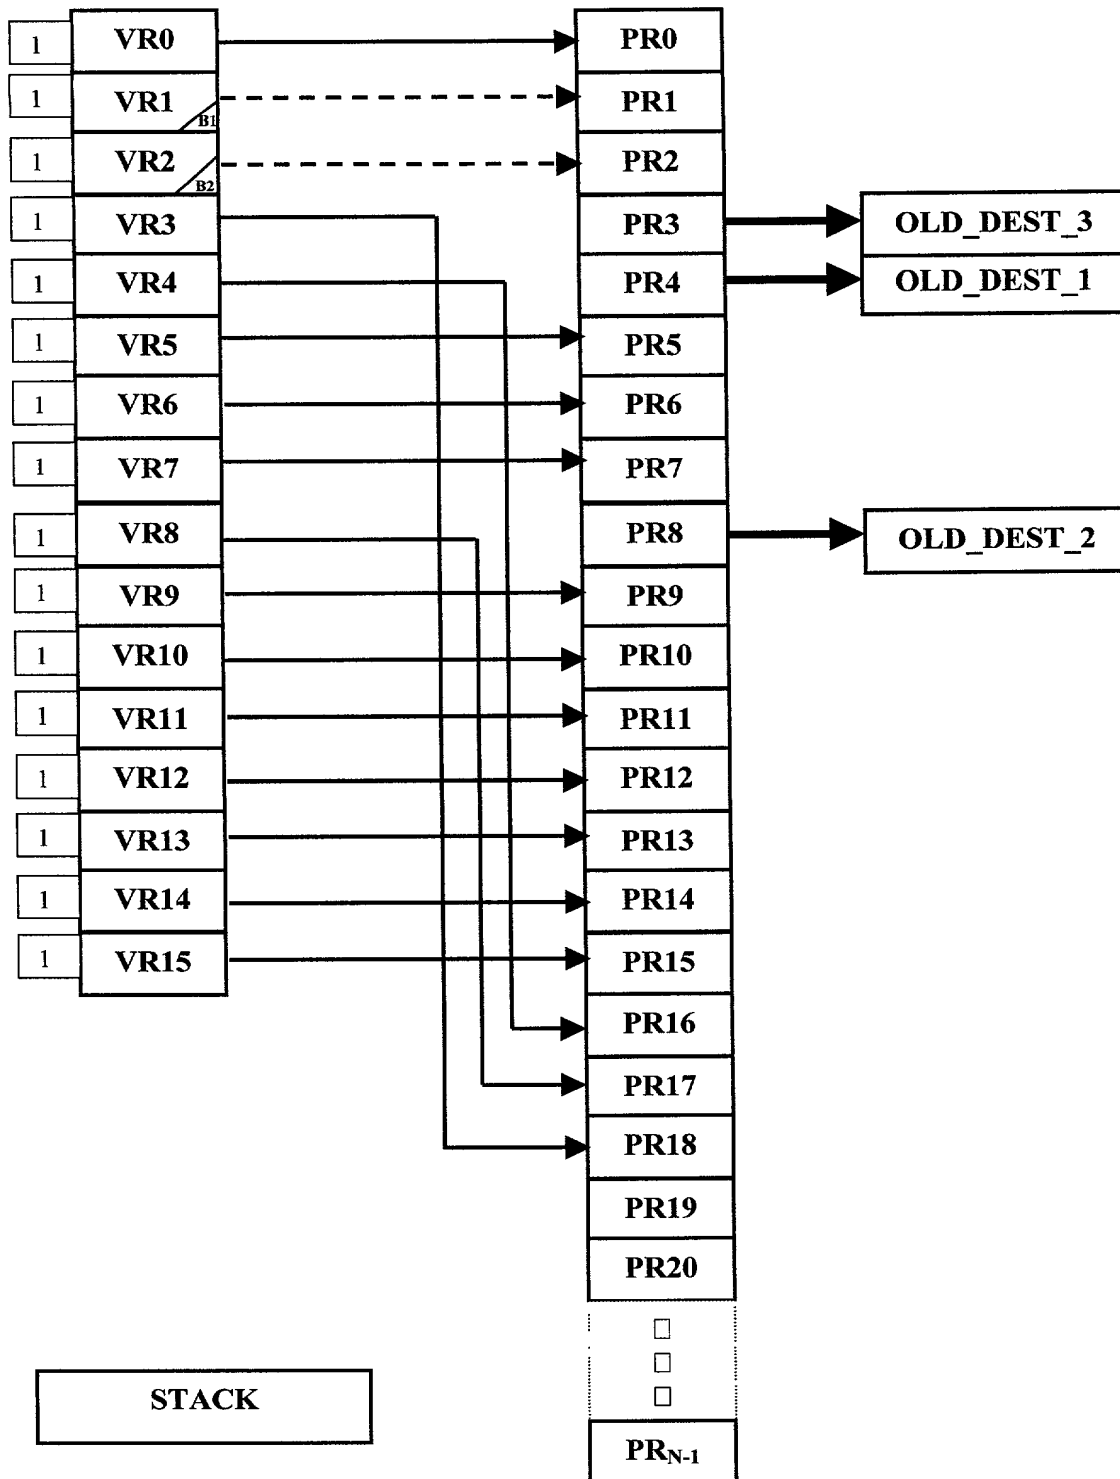 1 VR0 PR0
1 VR1 B1 PR1
1 VR2 B2 PR2
1 VR3 PR3 OLD_DEST_3
1 VR4 PR4 OLD_DEST_1
1 VR5 PR5
1 VR6 PR6
1 VR7 PR7
1 VR8 PR8 OLD_DEST_2
1 VR9 PR9
1 VR10 PR10
1 VR11 PR11
1 VR12 PR12
1 VR13 PR13
1 VR14 PR14
1 VR15 PR15
PR16
PR17
PR18
PR19
PR20
STACK
PRN-1